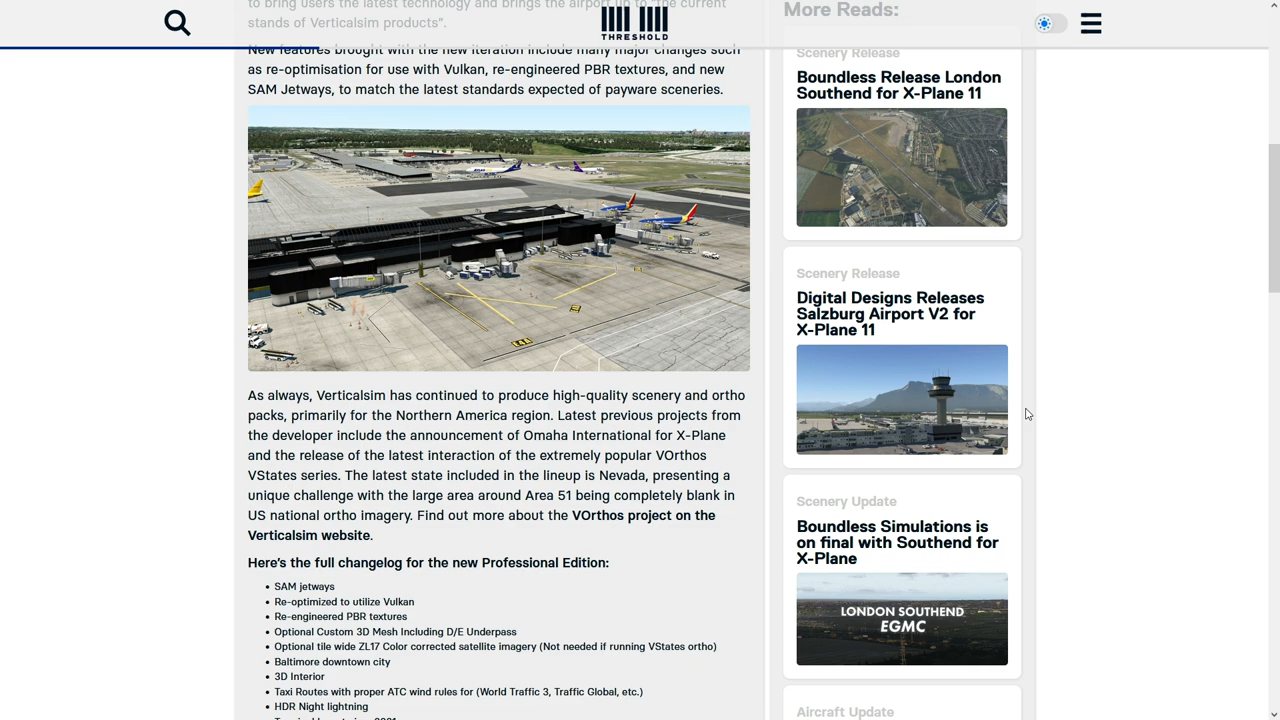 to bring users the latest technology and brings the airport up to "the current
stands of Verticalsim products".
THRESHOLD
New features brought with the new iteration include many major changes such
as re-optimisation for use with Vulkan, re-engineered PBR textures, and new
SAM Jetways, to match the latest standards expected of payware sceneries.
As always, Verticalsim has continued to produce high-quality scenery and ortho
packs, primarily for the Northern America region. Latest previous projects from
the developer include the announcement of Omaha International for X-Plane
and the release of the latest interaction of the extremely popular VOrthos
VStates series. The latest state included in the lineup is Nevada, presenting a
unique challenge with the large area around Area 51 being completely blank in
US national ortho imagery. Find out more about the VOrthos project on the
Verticalsim website.
Here's the full changelog for the new Professional Edition:
• SAM jetways
• Re-optimized to utilize Vulkan
• Re-engineered PBR textures
• Optional Custom 3D Mesh Including D/E Underpass
• Optional tile wide ZL17 Color corrected satellite imagery (Not needed if running VStates ortho)
• Baltimore downtown city
• 3D Interior
• Taxi Routes with proper ATC wind rules for (World Traffic 3, Traffic Global, etc.)
• HDR Night lightning
More Reads:
Scenery Release
Boundless Release London
Southend for X-Plane 11
Scenery Release
Digital Designs Releases
Salzburg Airport V2 for
X-Plane 11
Scenery Update
Boundless Simulations is
on final with Southend for
X-Plane
LONDON SOUTHEND
EGMC
Aircraft Update